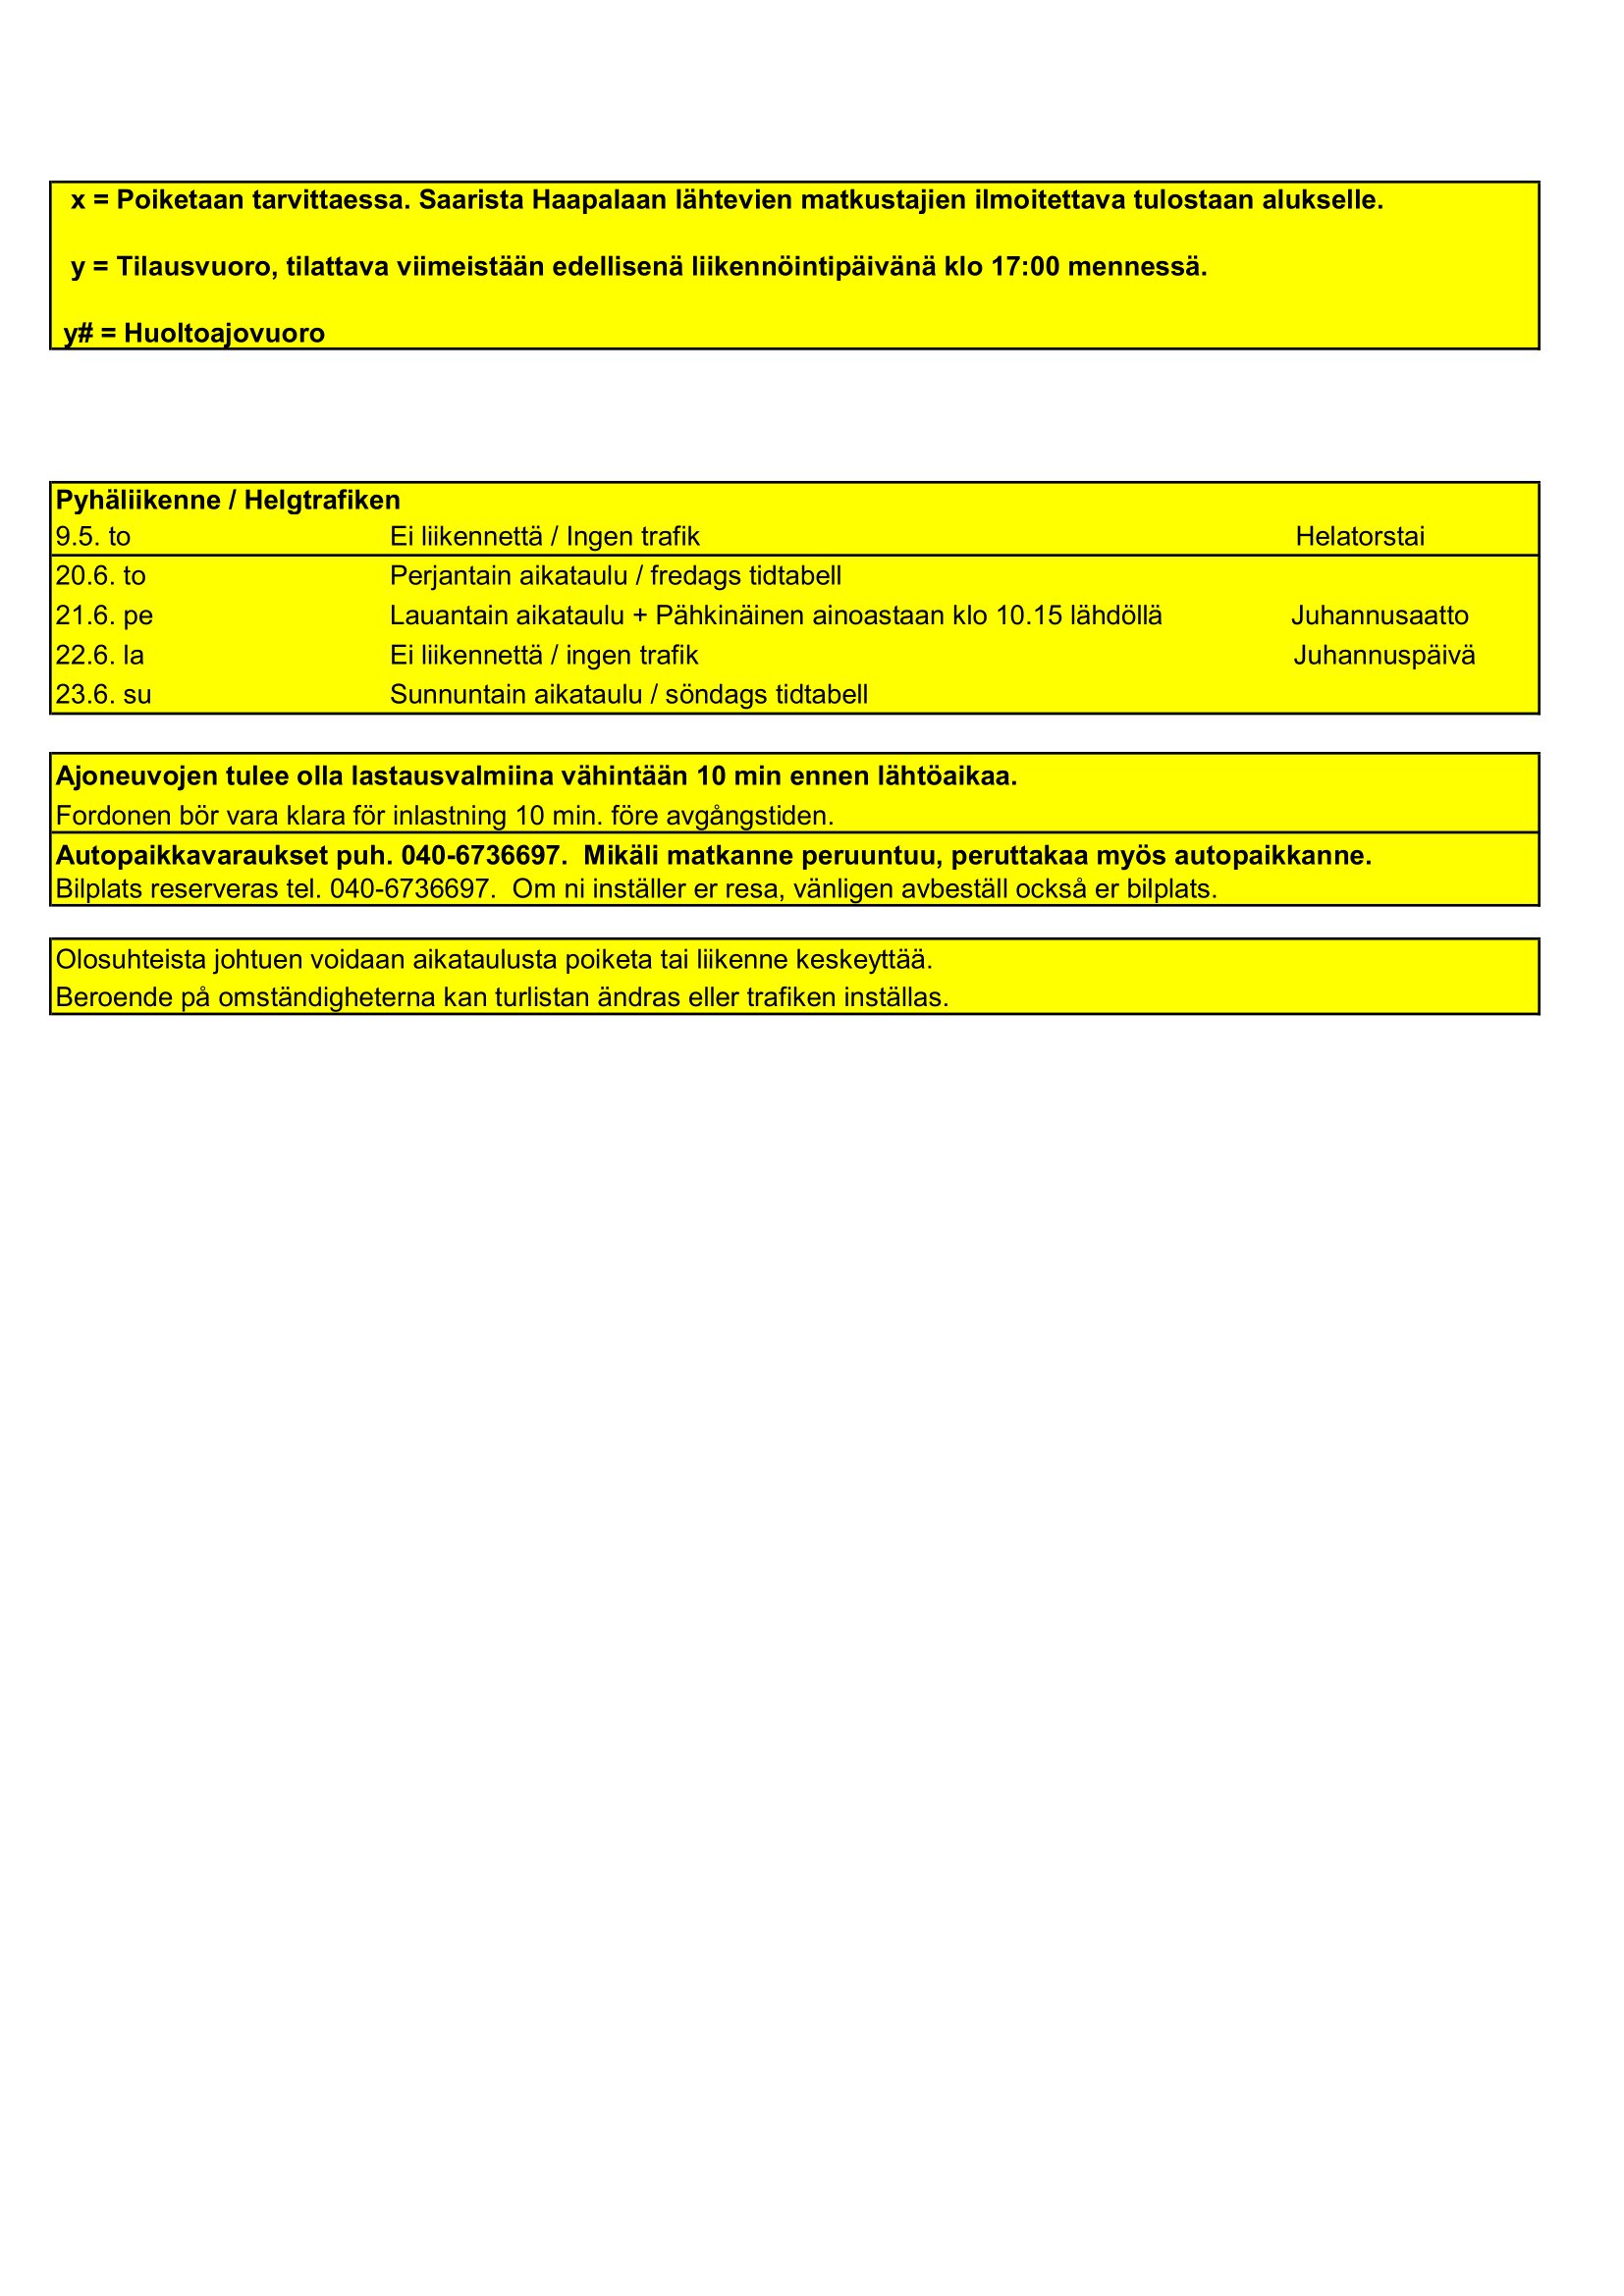 x = Poiketaan tarvittaessa. Saarista Haapalaan lähtevien matkustajien ilmoitettava tulostaan alukselle.
y = Tilausvuoro, tilattava viimeistään edellisenä liikennöintipäivänä klo 17:00 mennessä.
y# = Huoltoajovuoro
Pyhäliikenne / Helgtrafiken
9.5. to Ei liikennettä / Ingen trafik Helatorstai
20.6. to Perjantain aikataulu / fredags tidtabell
21.6. pe Lauantain aikataulu + Pähkinäinen ainoastaan klo 10.15 lähdöllä Juhannusaatto
22.6. la Ei liikennettä / ingen trafik Juhannuspäivä
23.6. su Sunnuntain aikataulu / söndags tidtabell
Ajoneuvojen tulee olla lastausvalmiina vähintään 10 min ennen lähtöaikaa.
Fordonen bör vara klara för inlastning 10 min. före avgångstiden.
Autopaikkavaraukset puh. 040-6736697.  Mikäli matkanne peruuntuu, peruttakaa myös autopaikkanne.
Bilplats reserveras tel. 040-6736697.  Om ni inställer er resa, vänligen avbeställ också er bilplats.
Olosuhteista johtuen voidaan aikataulusta poiketa tai liikenne keskeyttää.
Beroende på omständigheterna kan turlistan ändras eller trafiken inställas.